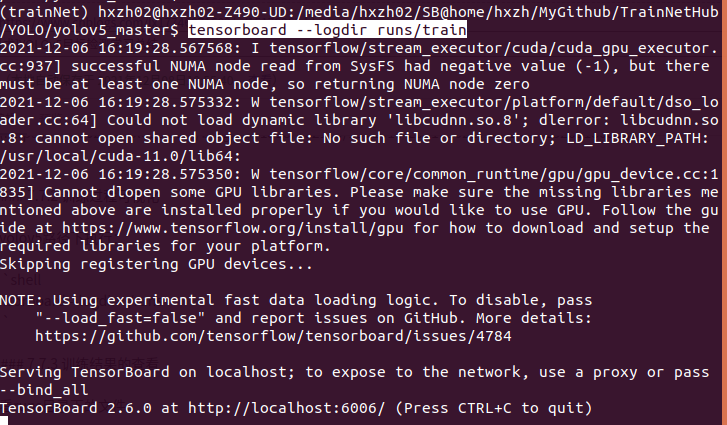 (trainNet) hxzh02@hxzh02-Z490-UD:/media/hxzh02/SB@home/hxzh/MyGithub/TrainNetHub
/YOLO/yolov5_master$ tensorboard --logdir runs/train
2021-12-06 16:19:28.567568: I tensorflow/stream_executor/cuda/cuda_gpu_executor.
cc:937] successful NUMA node read from SysFS had negative value (-1), but there
must be at least one NUMA node, so returning NUMA node zero
2021-12-06 16:19:28.575332: W tensorflow/stream_executor/platform/default/dso_lo
ader.cc:64] Could not load dynamic library 'libcudnn.so.8'; dlerror: libcudnn.so
.8: cannot open shared object file: No such file or directory; LD_LIBRARY_PATH:
/usr/local/cuda-11.0/lib64:
2021-12-06 16:19:28.575350: W tensorflow/core/common_runtime/gpu/gpu_device.cc:1
835] Cannot dlopen some GPU libraries. Please make sure the missing libraries me
ntioned above are installed properly if you would like to use GPU. Follow the gu
ide at https://www.tensorflow.org/install/gpu for how to download and setup the
required libraries for your platform.
Skipping registering GPU devices...
shell
NOTE: Using experimental fast data loading logic. To disable, pass
"--load_fast=false" and report issues on GitHub. More details:
https://github.com/tensorflow/tensorboard/issues/4784
Serving TensorBoard on localhost; to expose to the network, use a proxy or pass
--bind_all
TensorBoard 2.6.0 at http://localhost:6006/ (Press CTRL+C to quit)